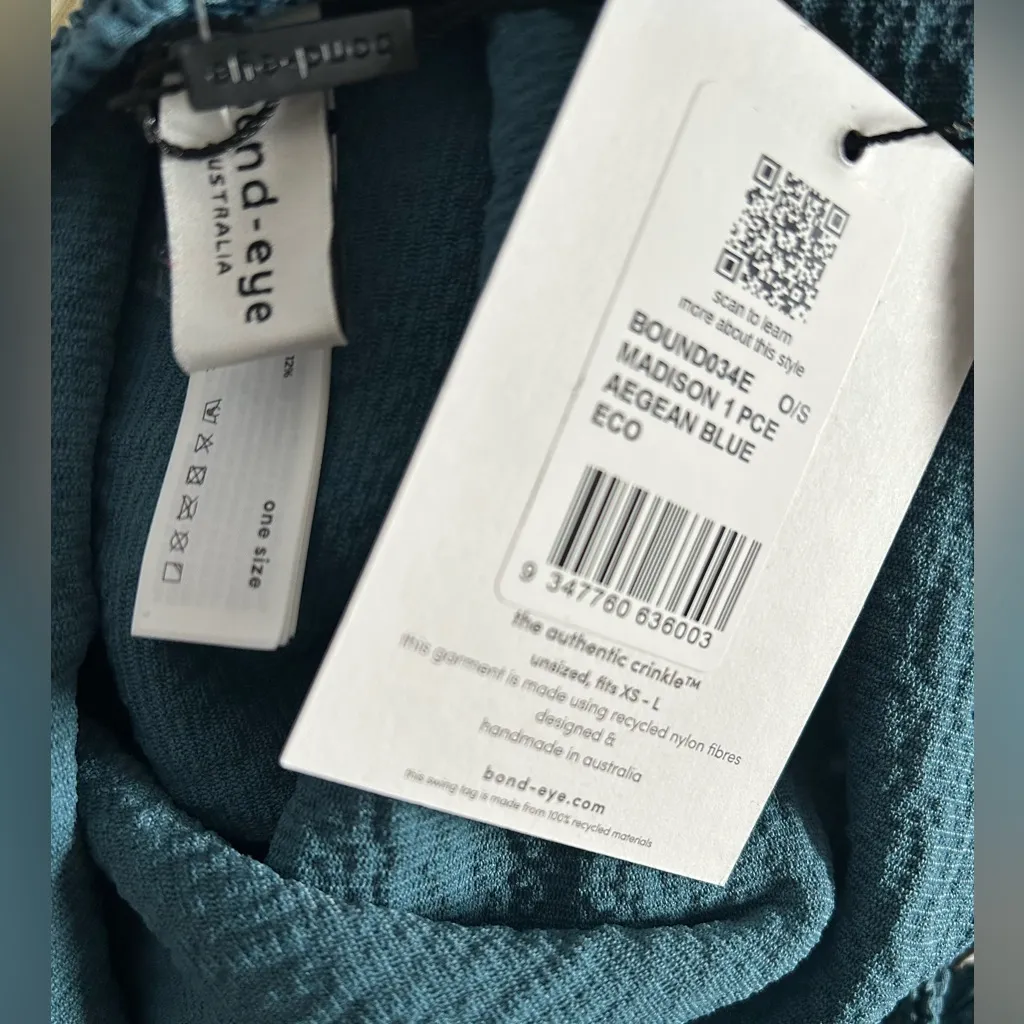 bond-eye
ond-eye
AUSTRALIA
12%
one size
scan to learn
more about this style
BOUND034E O/S
MADISON 1 PCE
AEGEAN BLUE
ECO
9 347760 636003
the authentic crinkle™
unsized, fits XS - L
this garment is made using recycled nylon fibres
designed &
handmade in australia
bond-eye.com
this swing tag is made from 100% recycled materials